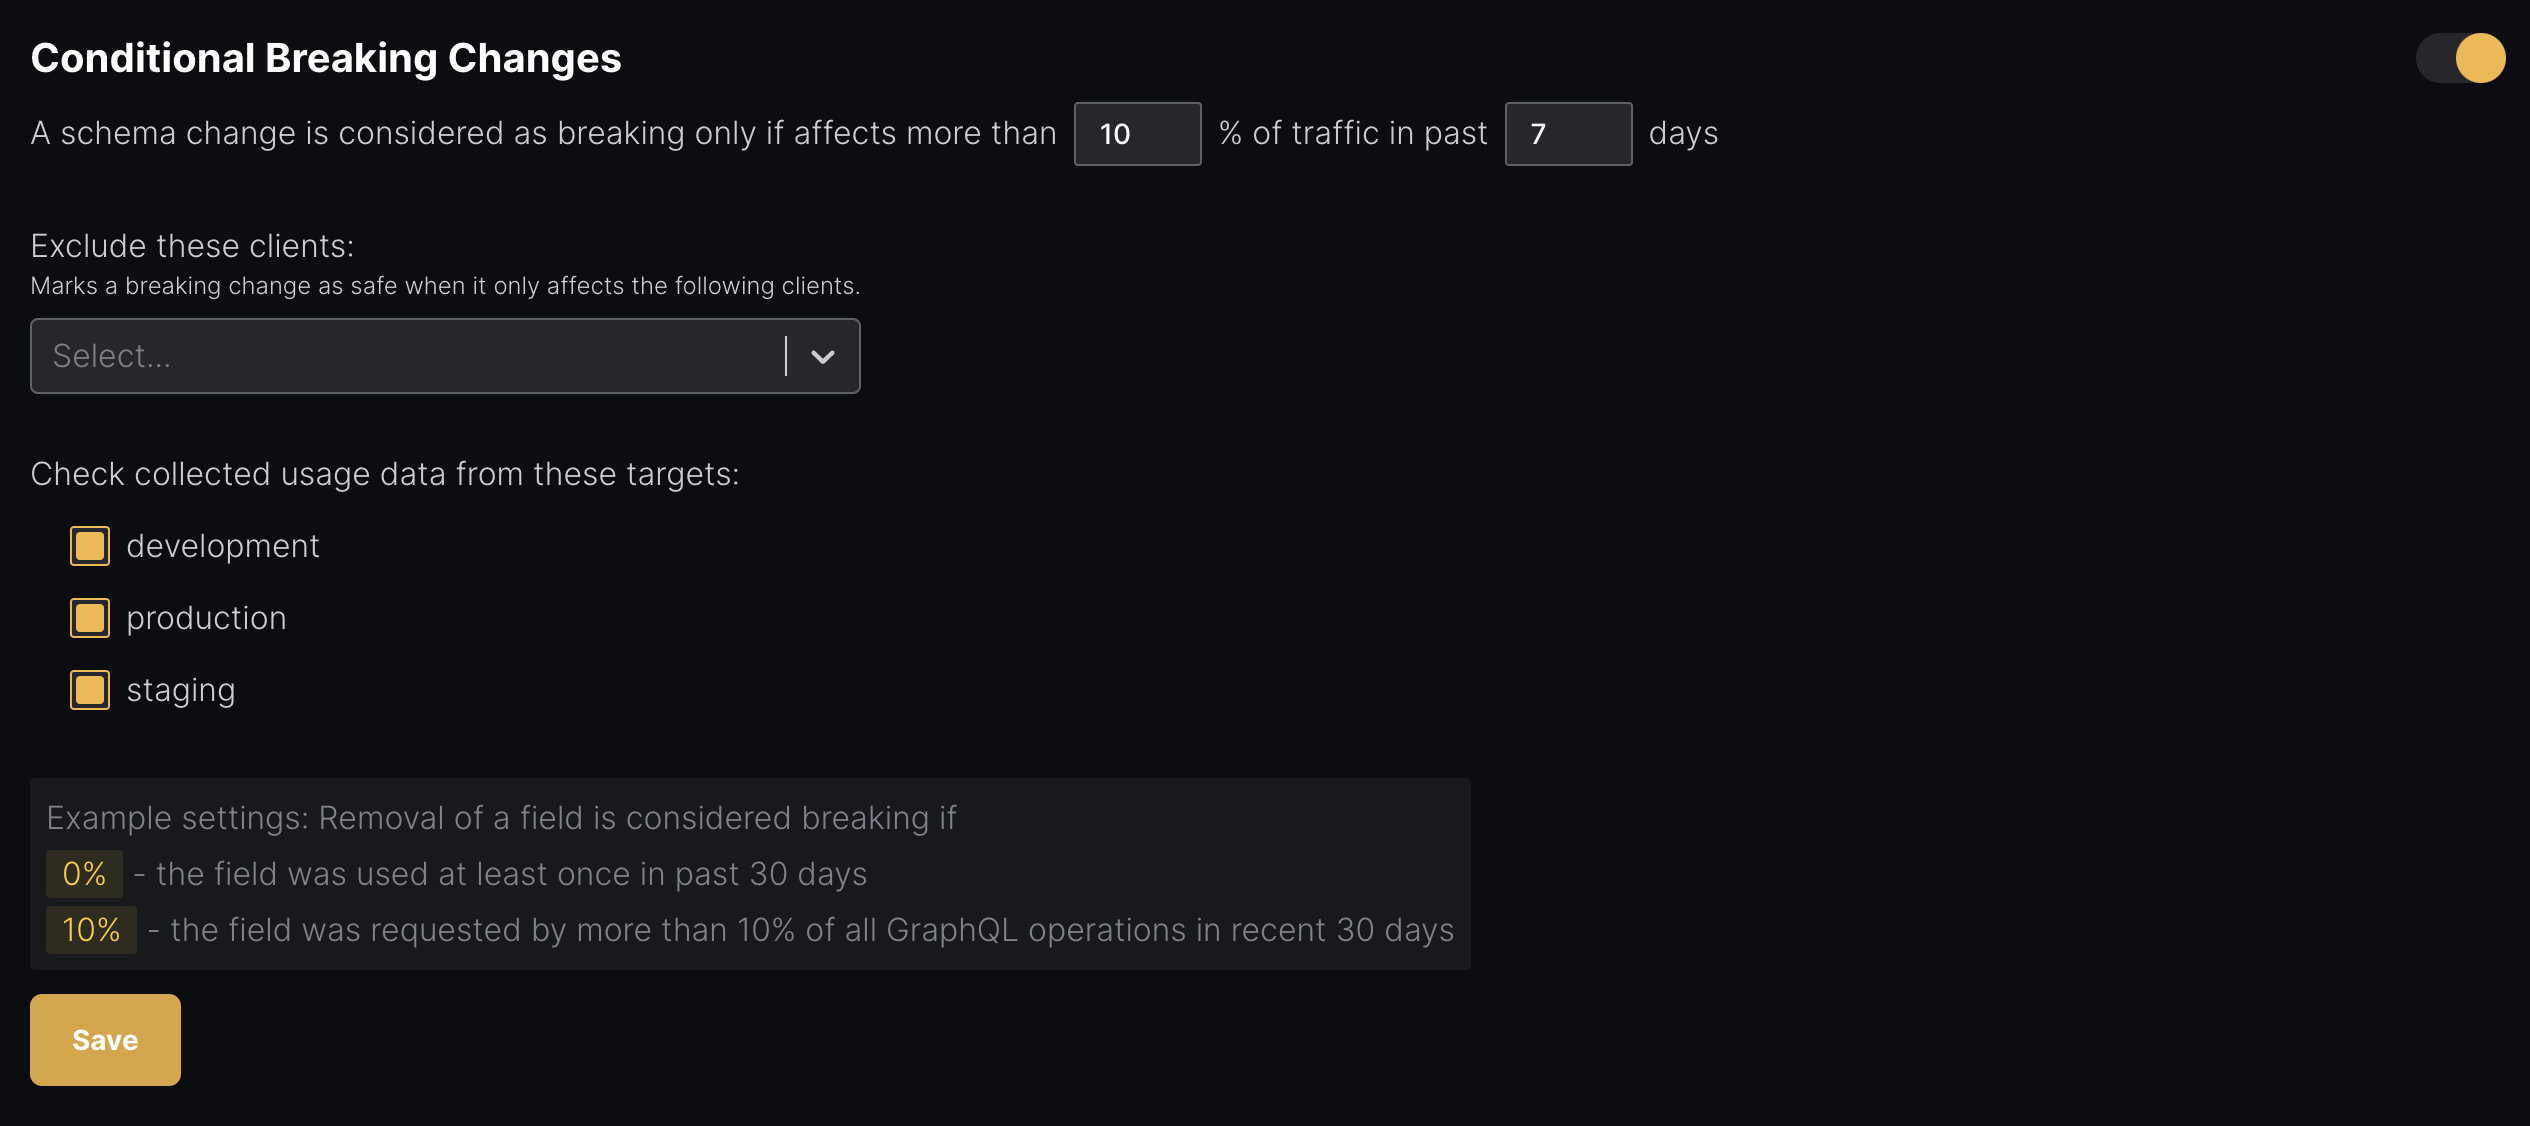 Conditional Breaking Changes
A schema change is considered as breaking only if affects more than 10 % of traffic in past 7 days
Exclude these clients:
Marks a breaking change as safe when it only affects the following clients.
Select...
Check collected usage data from these targets:
development
production
staging
Example settings: Removal of a field is considered breaking if
0% - the field was used at least once in past 30 days
10% - the field was requested by more than 10% of all GraphQL operations in recent 30 days
Save